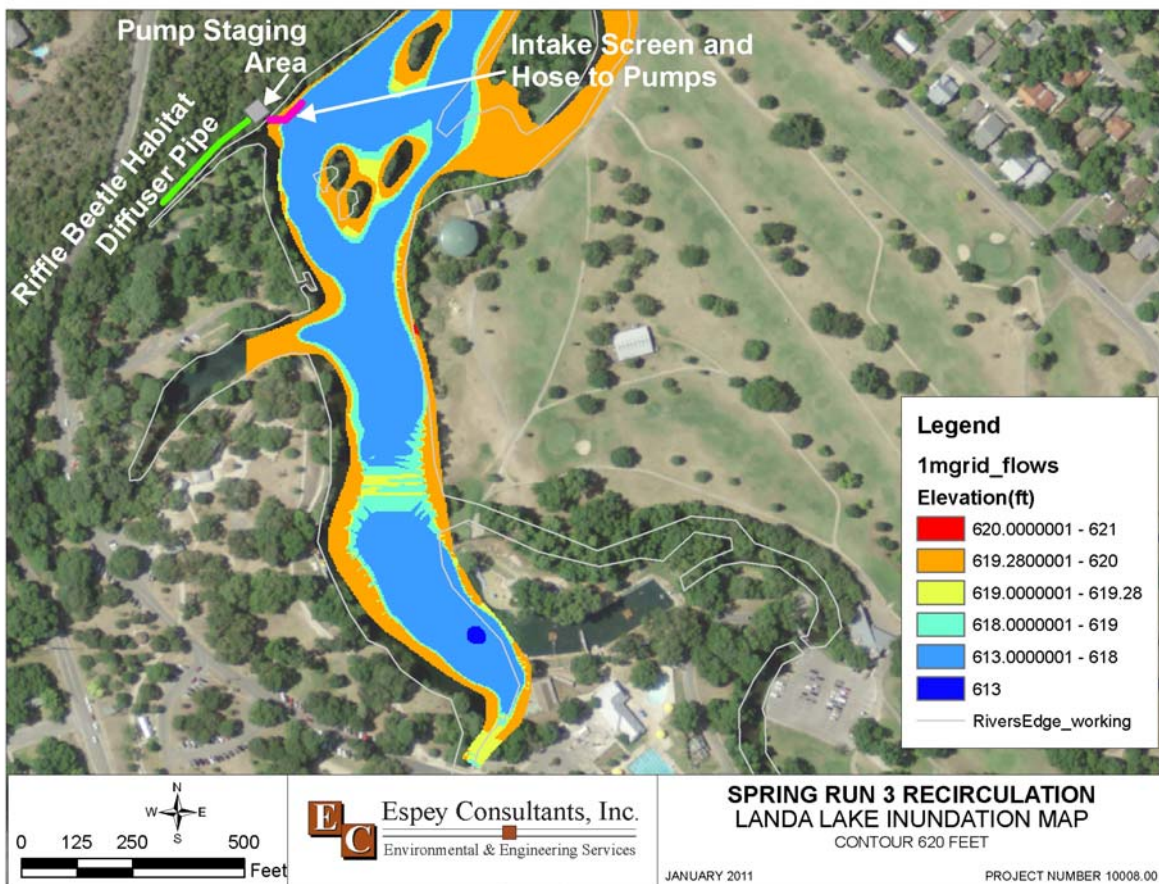 Pump Staging
Area
Intake Screen and
Hose to Pumps
Riffle Beetle Habitat
Diffuser Pipe
Legend
1mgrid_flows
Elevation(ft)
620.0000001 - 621
619.2800001 - 620
619.0000001 - 619.28
618.0000001 - 619
613.0000001 - 618
613
RiversEdge_working
N
W E
S
0 125 250 500
Feet
E C
Espey Consultants, Inc.
Environmental & Engineering Services
SPRING RUN 3 RECIRCULATION
LANDA LAKE INUNDATION MAP
CONTOUR 620 FEET
JANUARY 2011 PROJECT NUMBER 10008.00